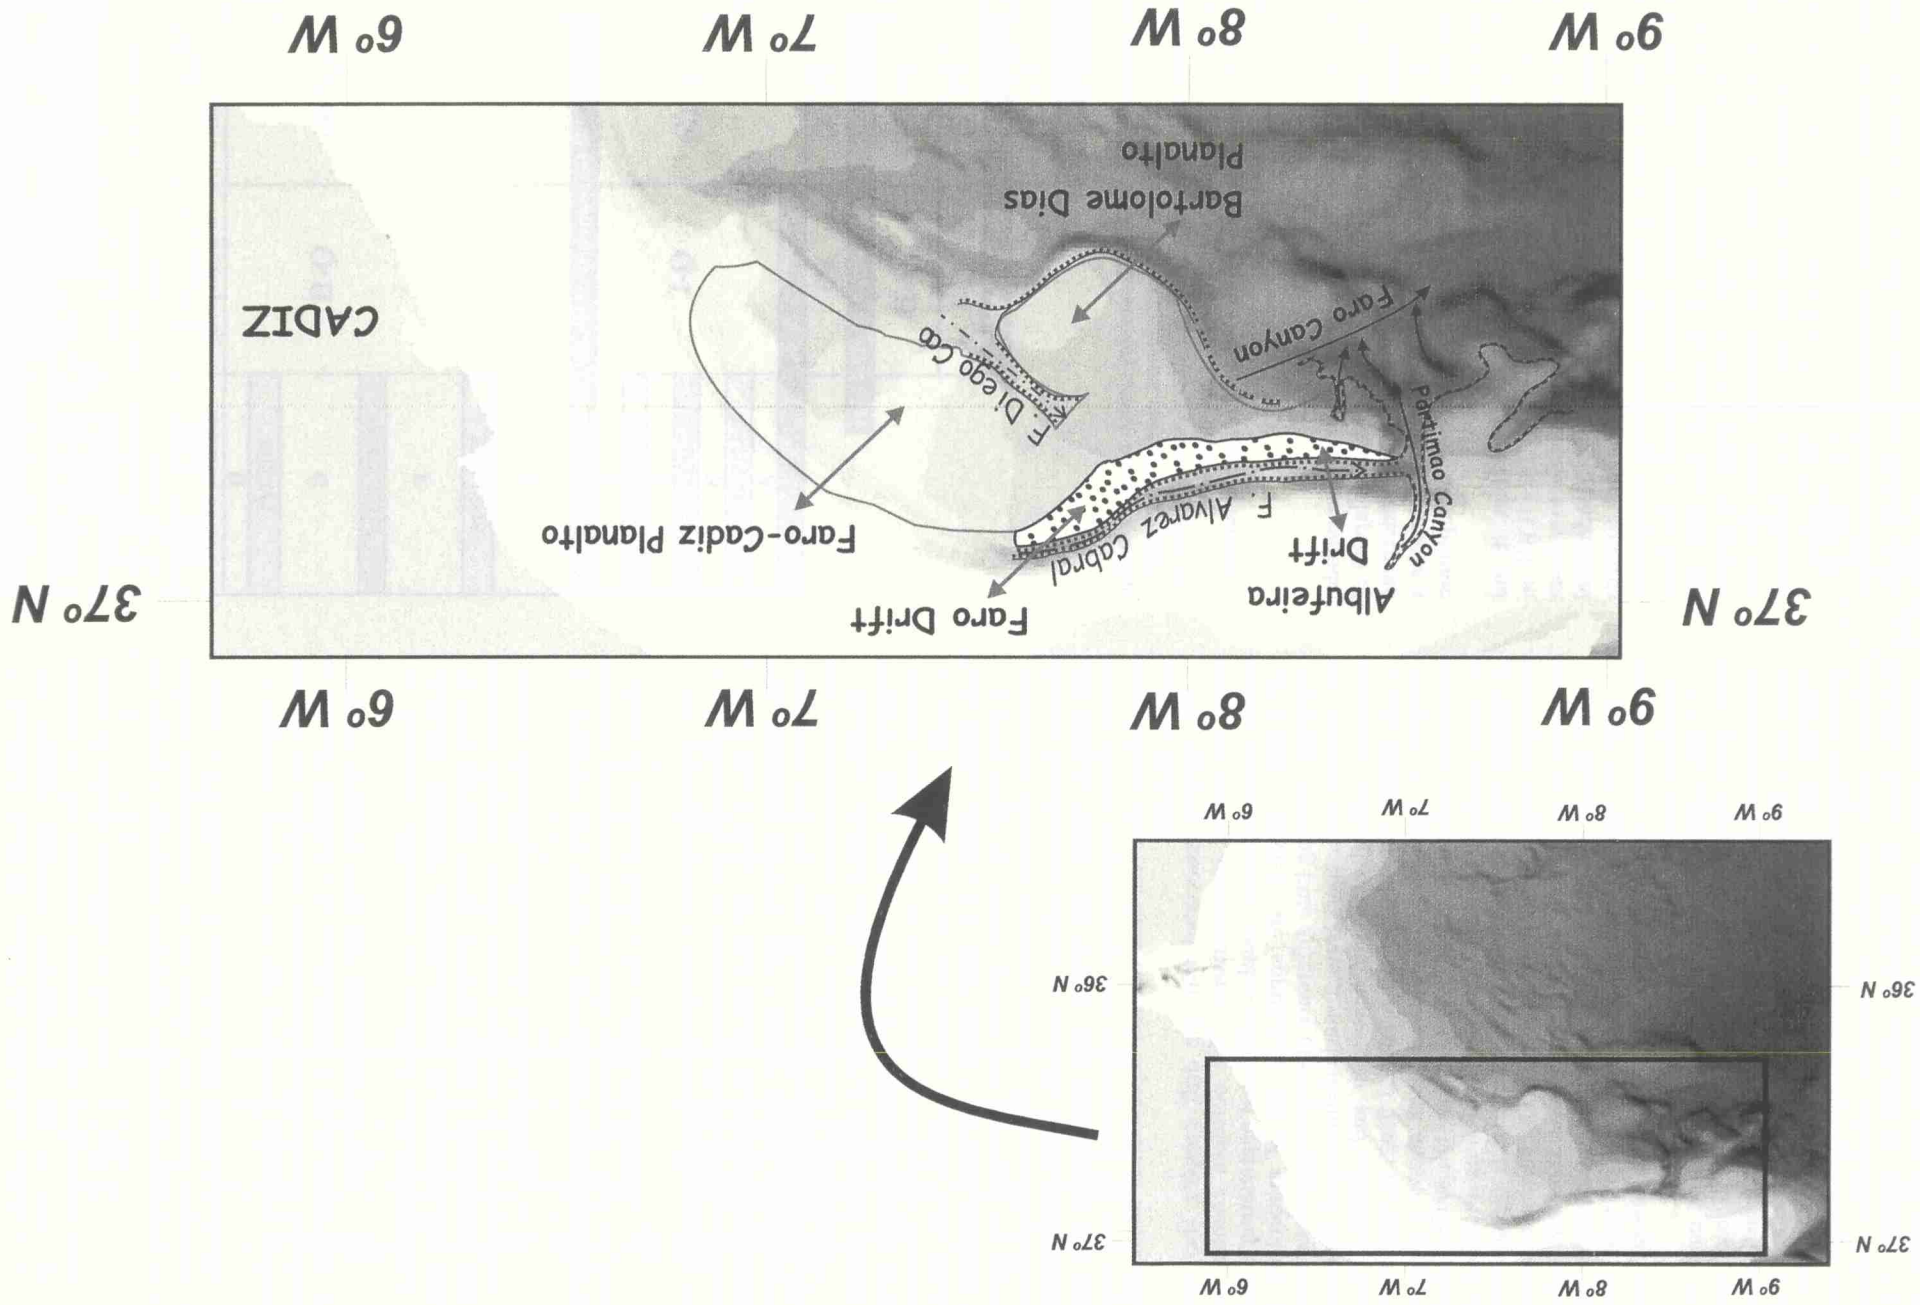 9º W
8º W
7º W
6º W
37º N
37º N
36º N
36º N
9º W
8º W
7º W
6º W
9º W
8º W
7º W
6º W
37º N
37º N
Albufeira
Drift
Faro Drift
F. Alvarez Cabral
Faro-Cadiz Planalto
Partimao Canyon
F. Diego Cao
Faro Canyon
CADIZ
Bartolome Dias
Planalto
9º W
8º W
7º W
6º W